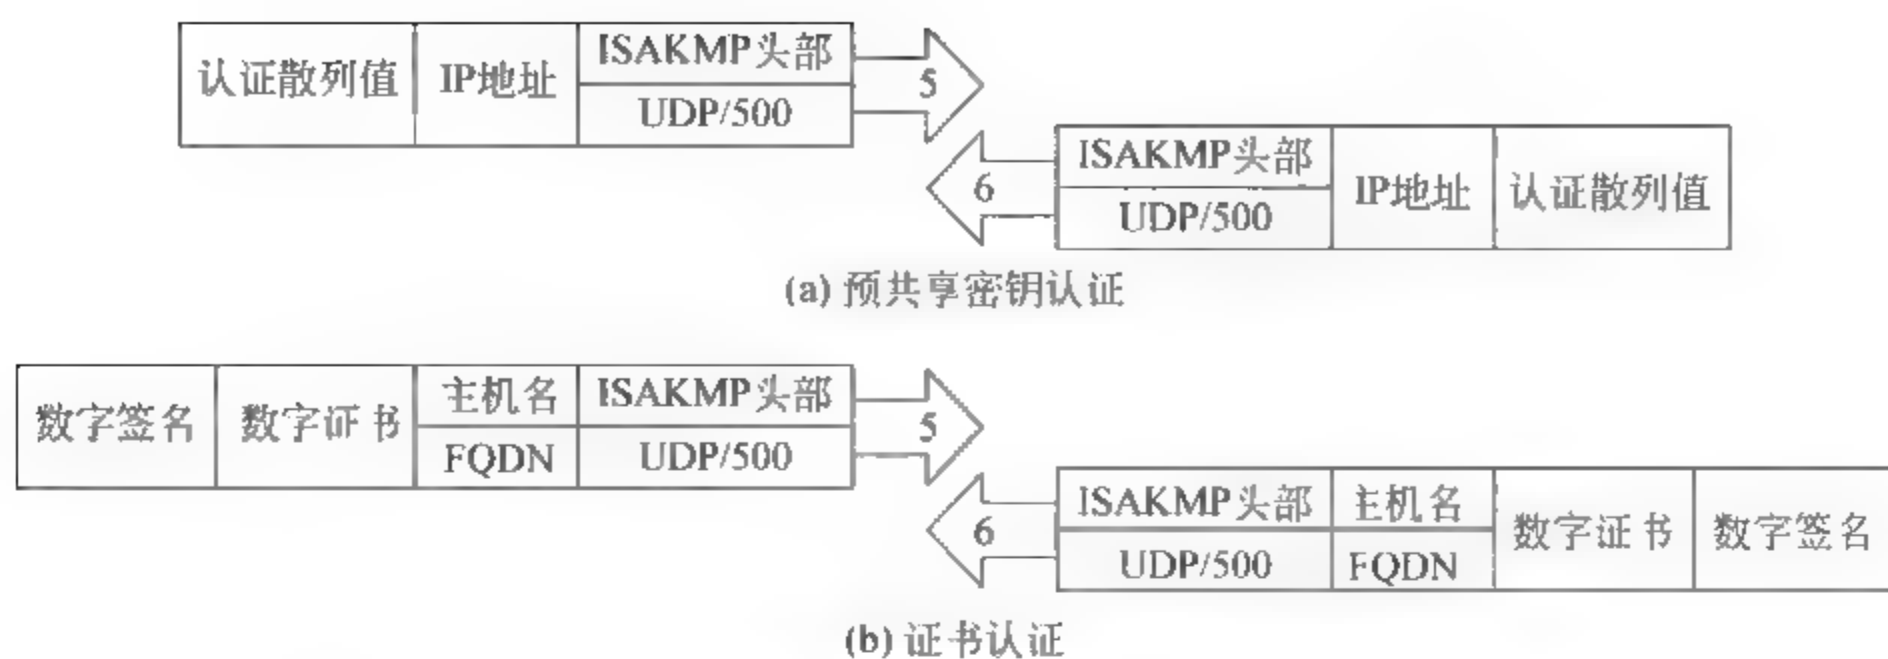 认证散列值 IP地址 ISAKMP头部
UDP/500
5
ISAKMP头部 IP地址 认证散列值
UDP/500
6
(a) 预共享密钥认证
数字签名 数字证书 主机名 ISAKMP头部
FQDN UDP/500
5
ISAKMP头部 主机名 数字证书 数字签名
UDP/500 FQDN
6
(b) 证书认证